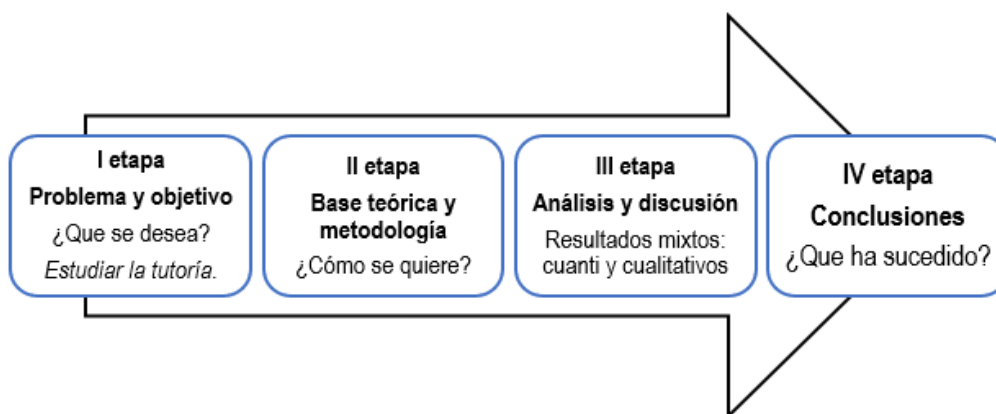 I etapa
Problema y objetivo
¿Que se desea?
Estudiar la tutoría.
II etapa
Base teórica y
metodología
¿Cómo se quiere?
III etapa
Análisis y discusión
Resultados mixtos:
cuanti y cualitativos
IV etapa
Conclusiones
¿Que ha sucedido?